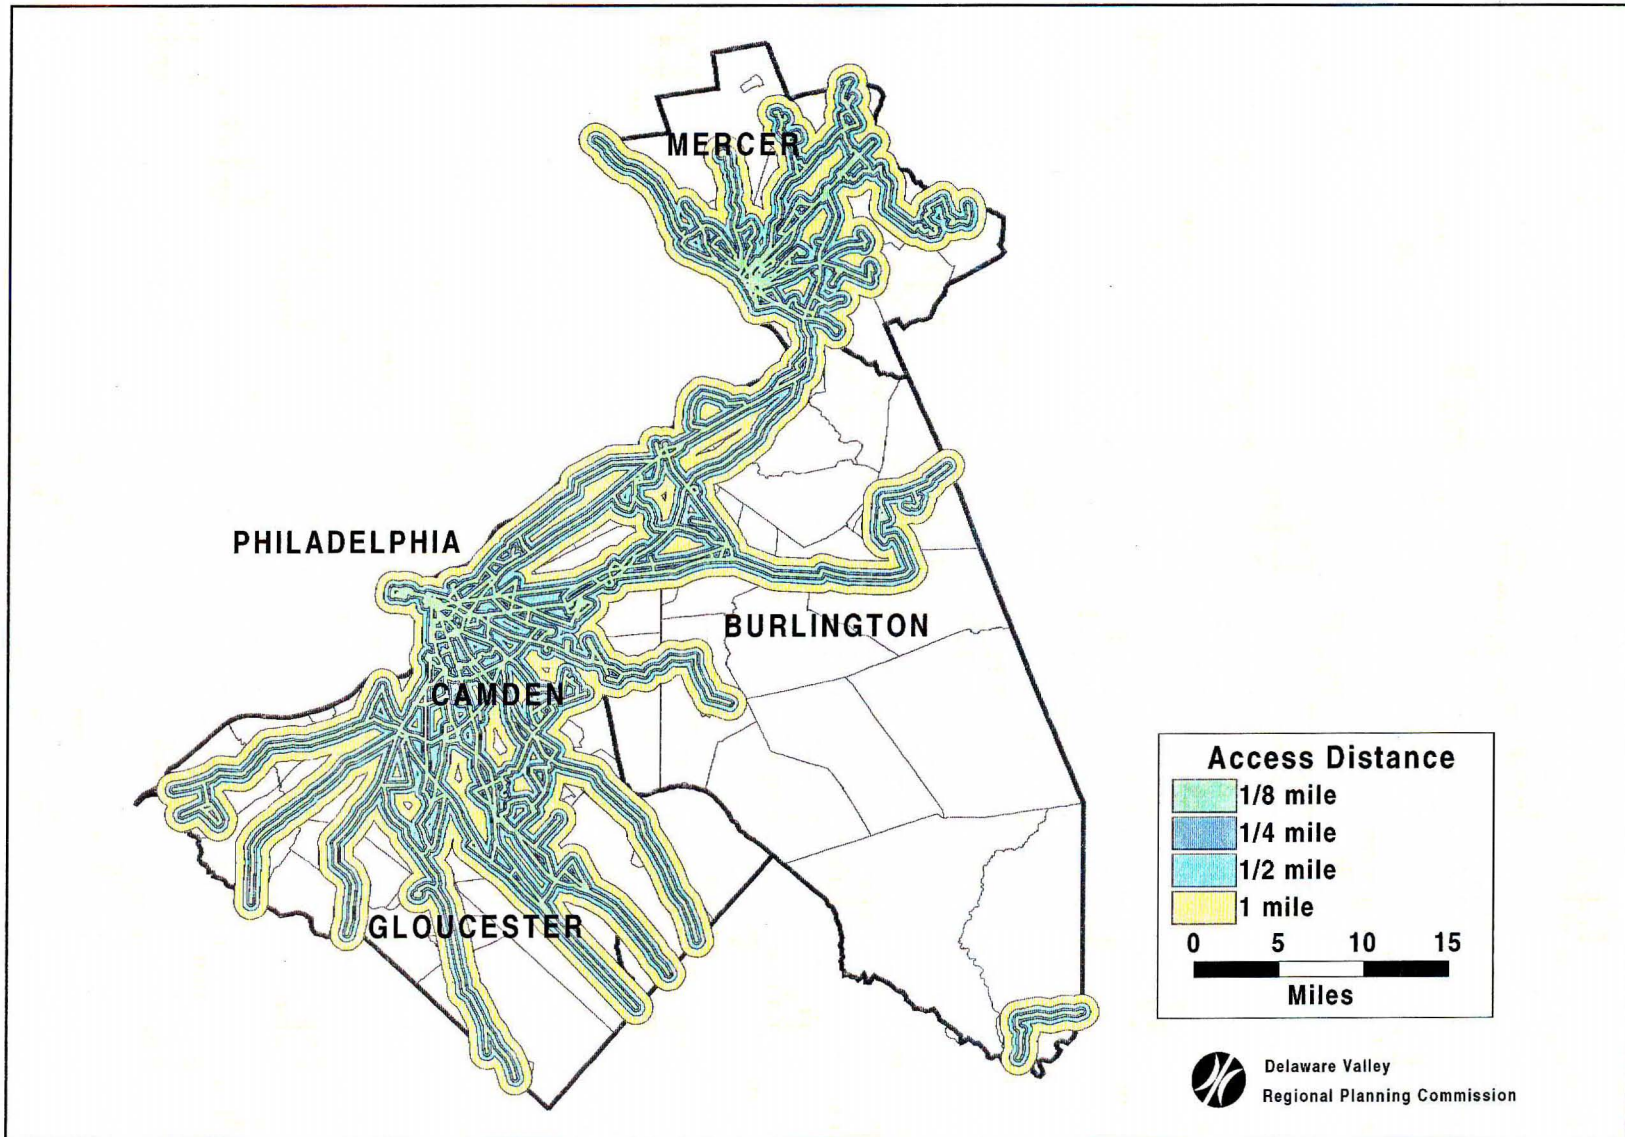 MERCER
PHILADELPHIA
BURLINGTON
CAMDEN
GLOUCESTER
Access Distance
1/8 mile
1/4 mile
1/2 mile
1 mile
0 5 10 15
Miles
Delaware Valley
Regional Planning Commission